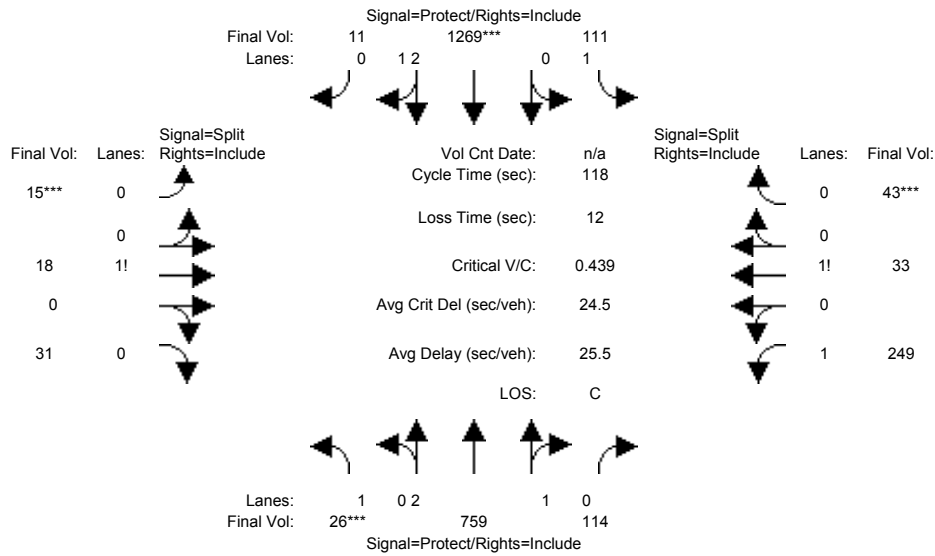 Signal=Protect/Rights=Include
Final Vol: 11 1269*** 111
Lanes: 0 1 2 0 1
Signal=Split Signal=Split
Final Vol: Lanes: Rights=Include Vol Cnt Date: n/a Rights=Include Lanes: Final Vol:
Cycle Time (sec): 118
15*** 0 0 43***
Loss Time (sec): 12
0 0
18 1! Critical V/C: 0.439 1! 33
0 0 Avg Crit Del (sec/veh): 24.5 0
31 0 Avg Delay (sec/veh): 25.5 1 249
LOS: C
Lanes: 1 0 2 1 0
Final Vol: 26*** 759 114
Signal=Protect/Rights=Include